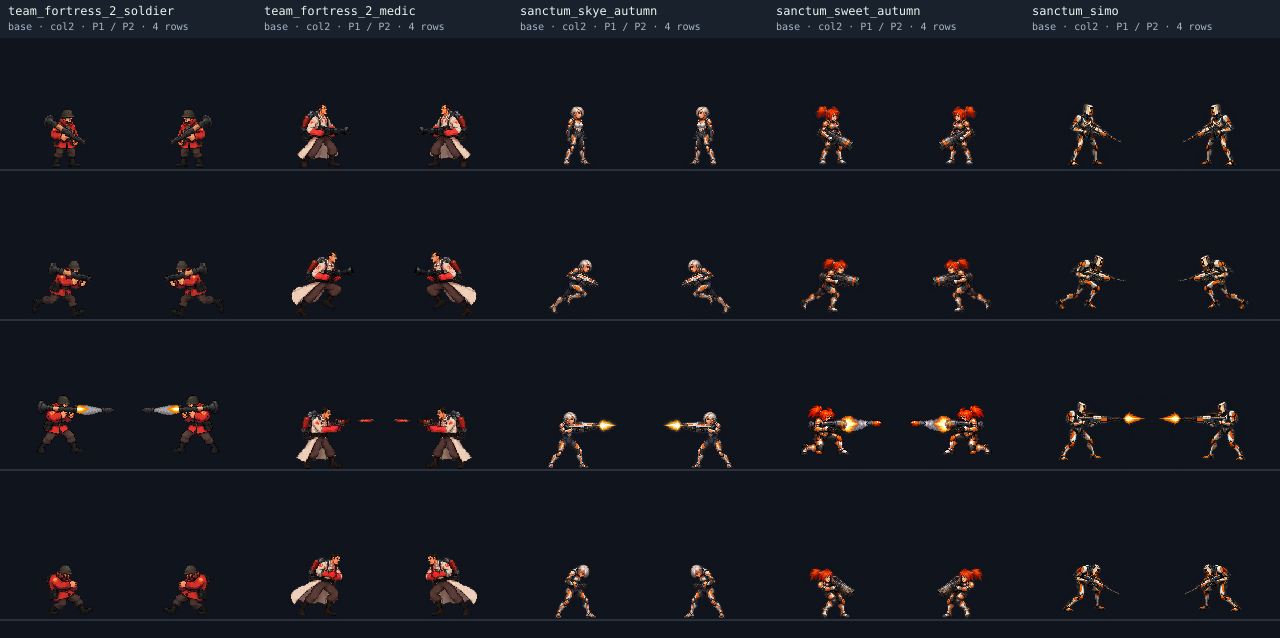 team_fortress_2_soldier
base · col2 · P1 / P2 · 4 rows
team_fortress_2_medic
base · col2 · P1 / P2 · 4 rows
sanctum_skye_autumn
base · col2 · P1 / P2 · 4 rows
sanctum_sweet_autumn
base · col2 · P1 / P2 · 4 rows
sanctum_simo
base · col2 · P1 / P2 · 4 rows